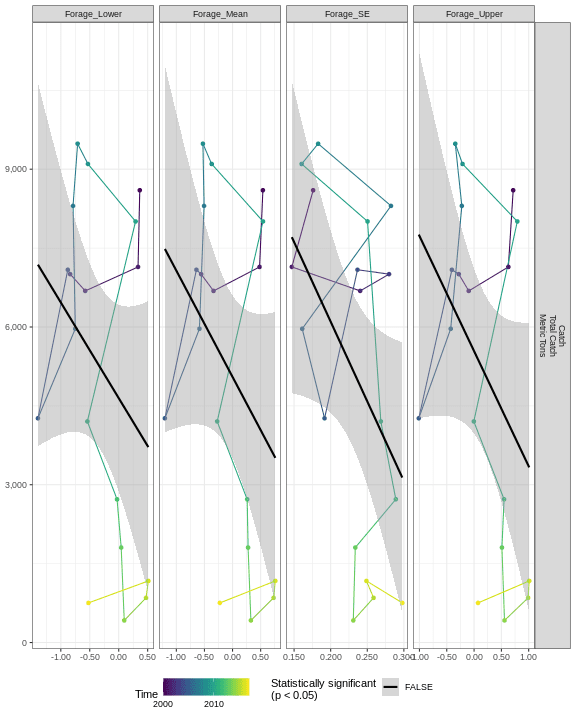 Forage_Lower Forage_Mean Forage_SE Forage_Upper
9,000
6,000
3,000
0
Catch
Total Catch
Metric Tons
-1.00 -0.50 0.00 0.50 -1.00 -0.50 0.00 0.50 0.150 0.200 0.250 0.300 -1.00 -0.50 0.00 0.50 1.00
Time
2000 2010
Statistically significant
(p < 0.05)
FALSE